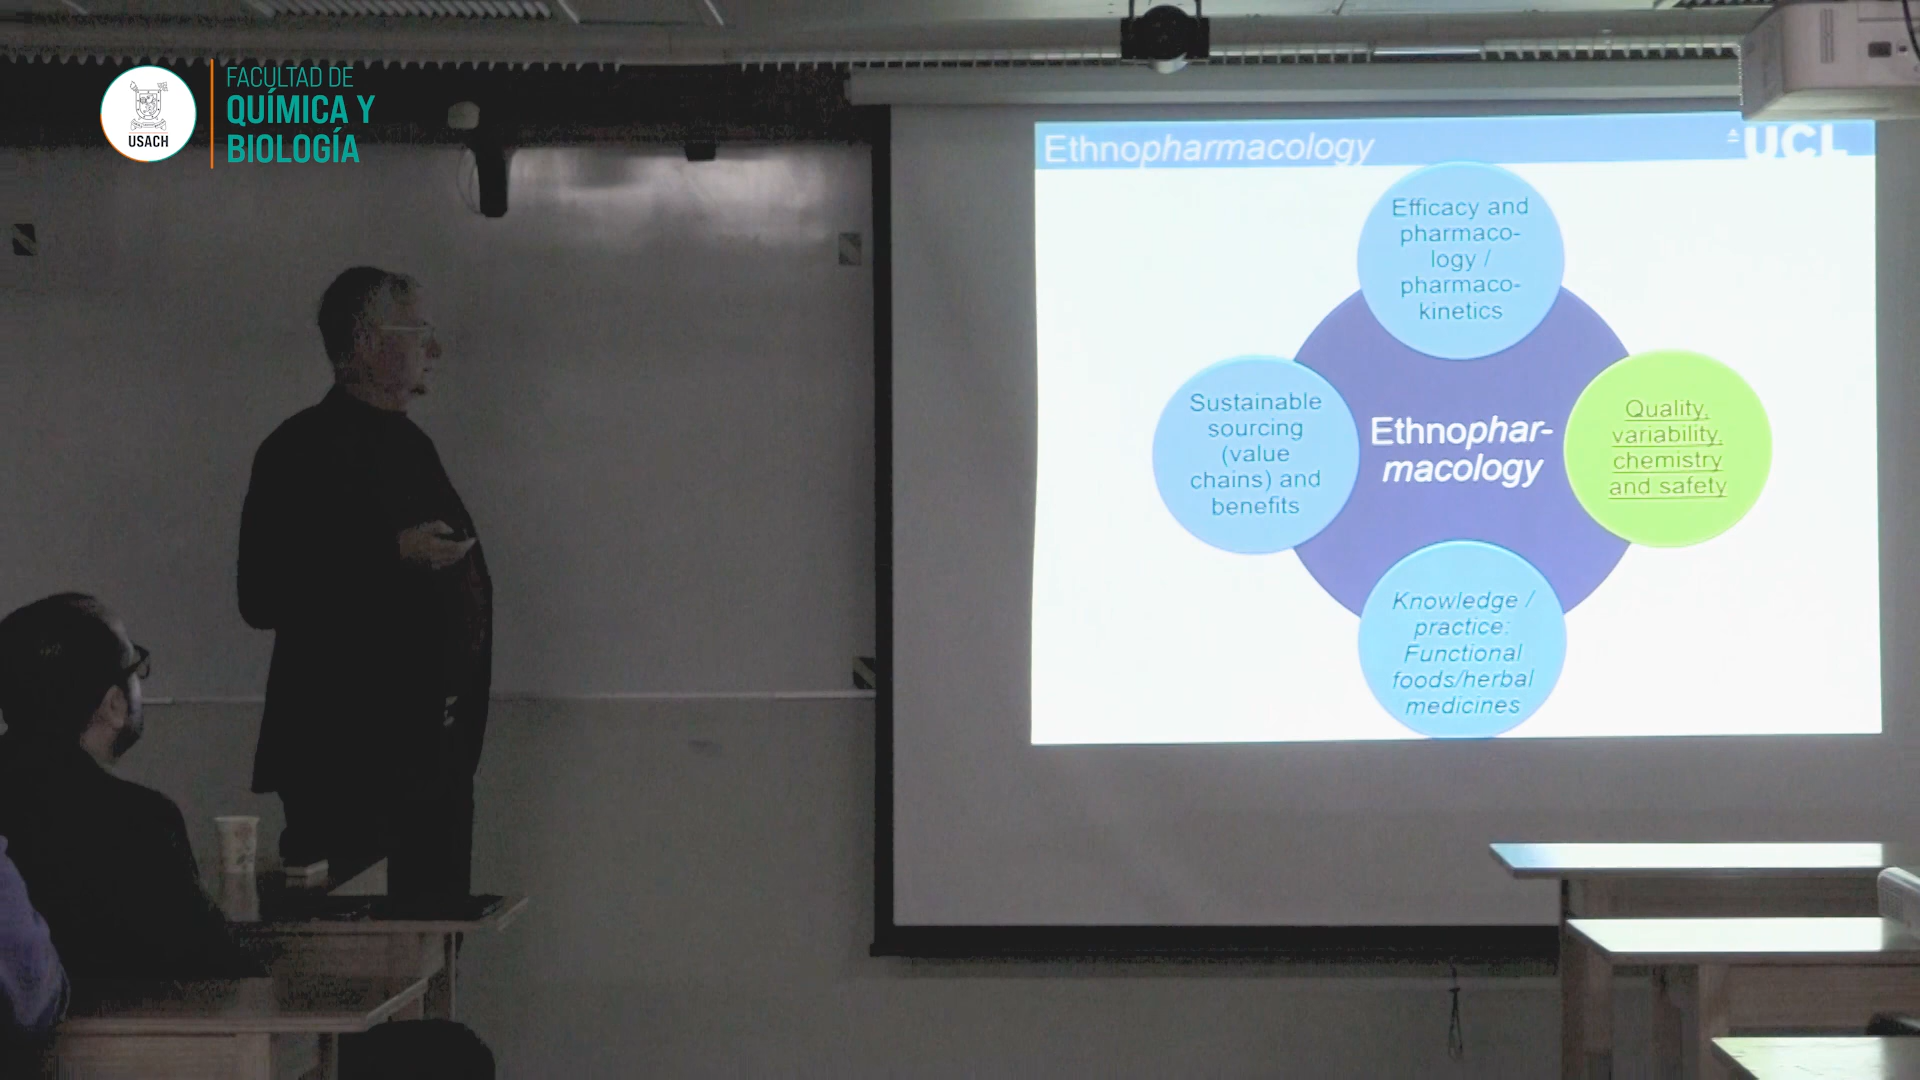 USACH
FACULTAD DE
QUÍMICA Y
BIOLOGÍA
Ethnopharmacology
UCL
Efficacy and
pharmaco-
logy /
pharmaco-
kinetics
Sustainable
sourcing
(value
chains) and
benefits
Ethnophar-
macology
Quality,
variability,
chemistry
and safety
Knowledge /
practice:
Functional
foods/herbal
medicines